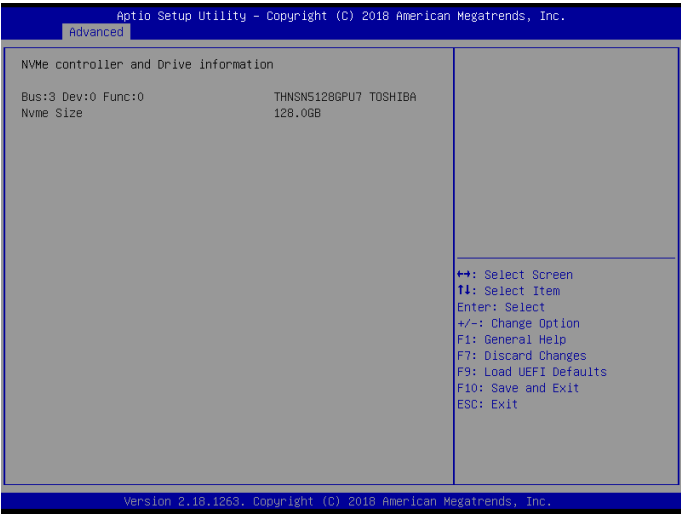 Aptio Setup Utility – Copyright (C) 2018 American Megatrends, Inc.
Advanced
NVMe controller and Drive information
Bus:3 Dev:0 Func:0 THNSN5128GPU7 TOSHIBA
Nvme Size 128.0GB
↔: Select Screen
↑↓: Select Item
Enter: Select
+/-: Change Option
F1: General Help
F7: Discard Changes
F9: Load UEFI Defaults
F10: Save and Exit
ESC: Exit
Version 2.18.1263. Copyright (C) 2018 American Megatrends, Inc.